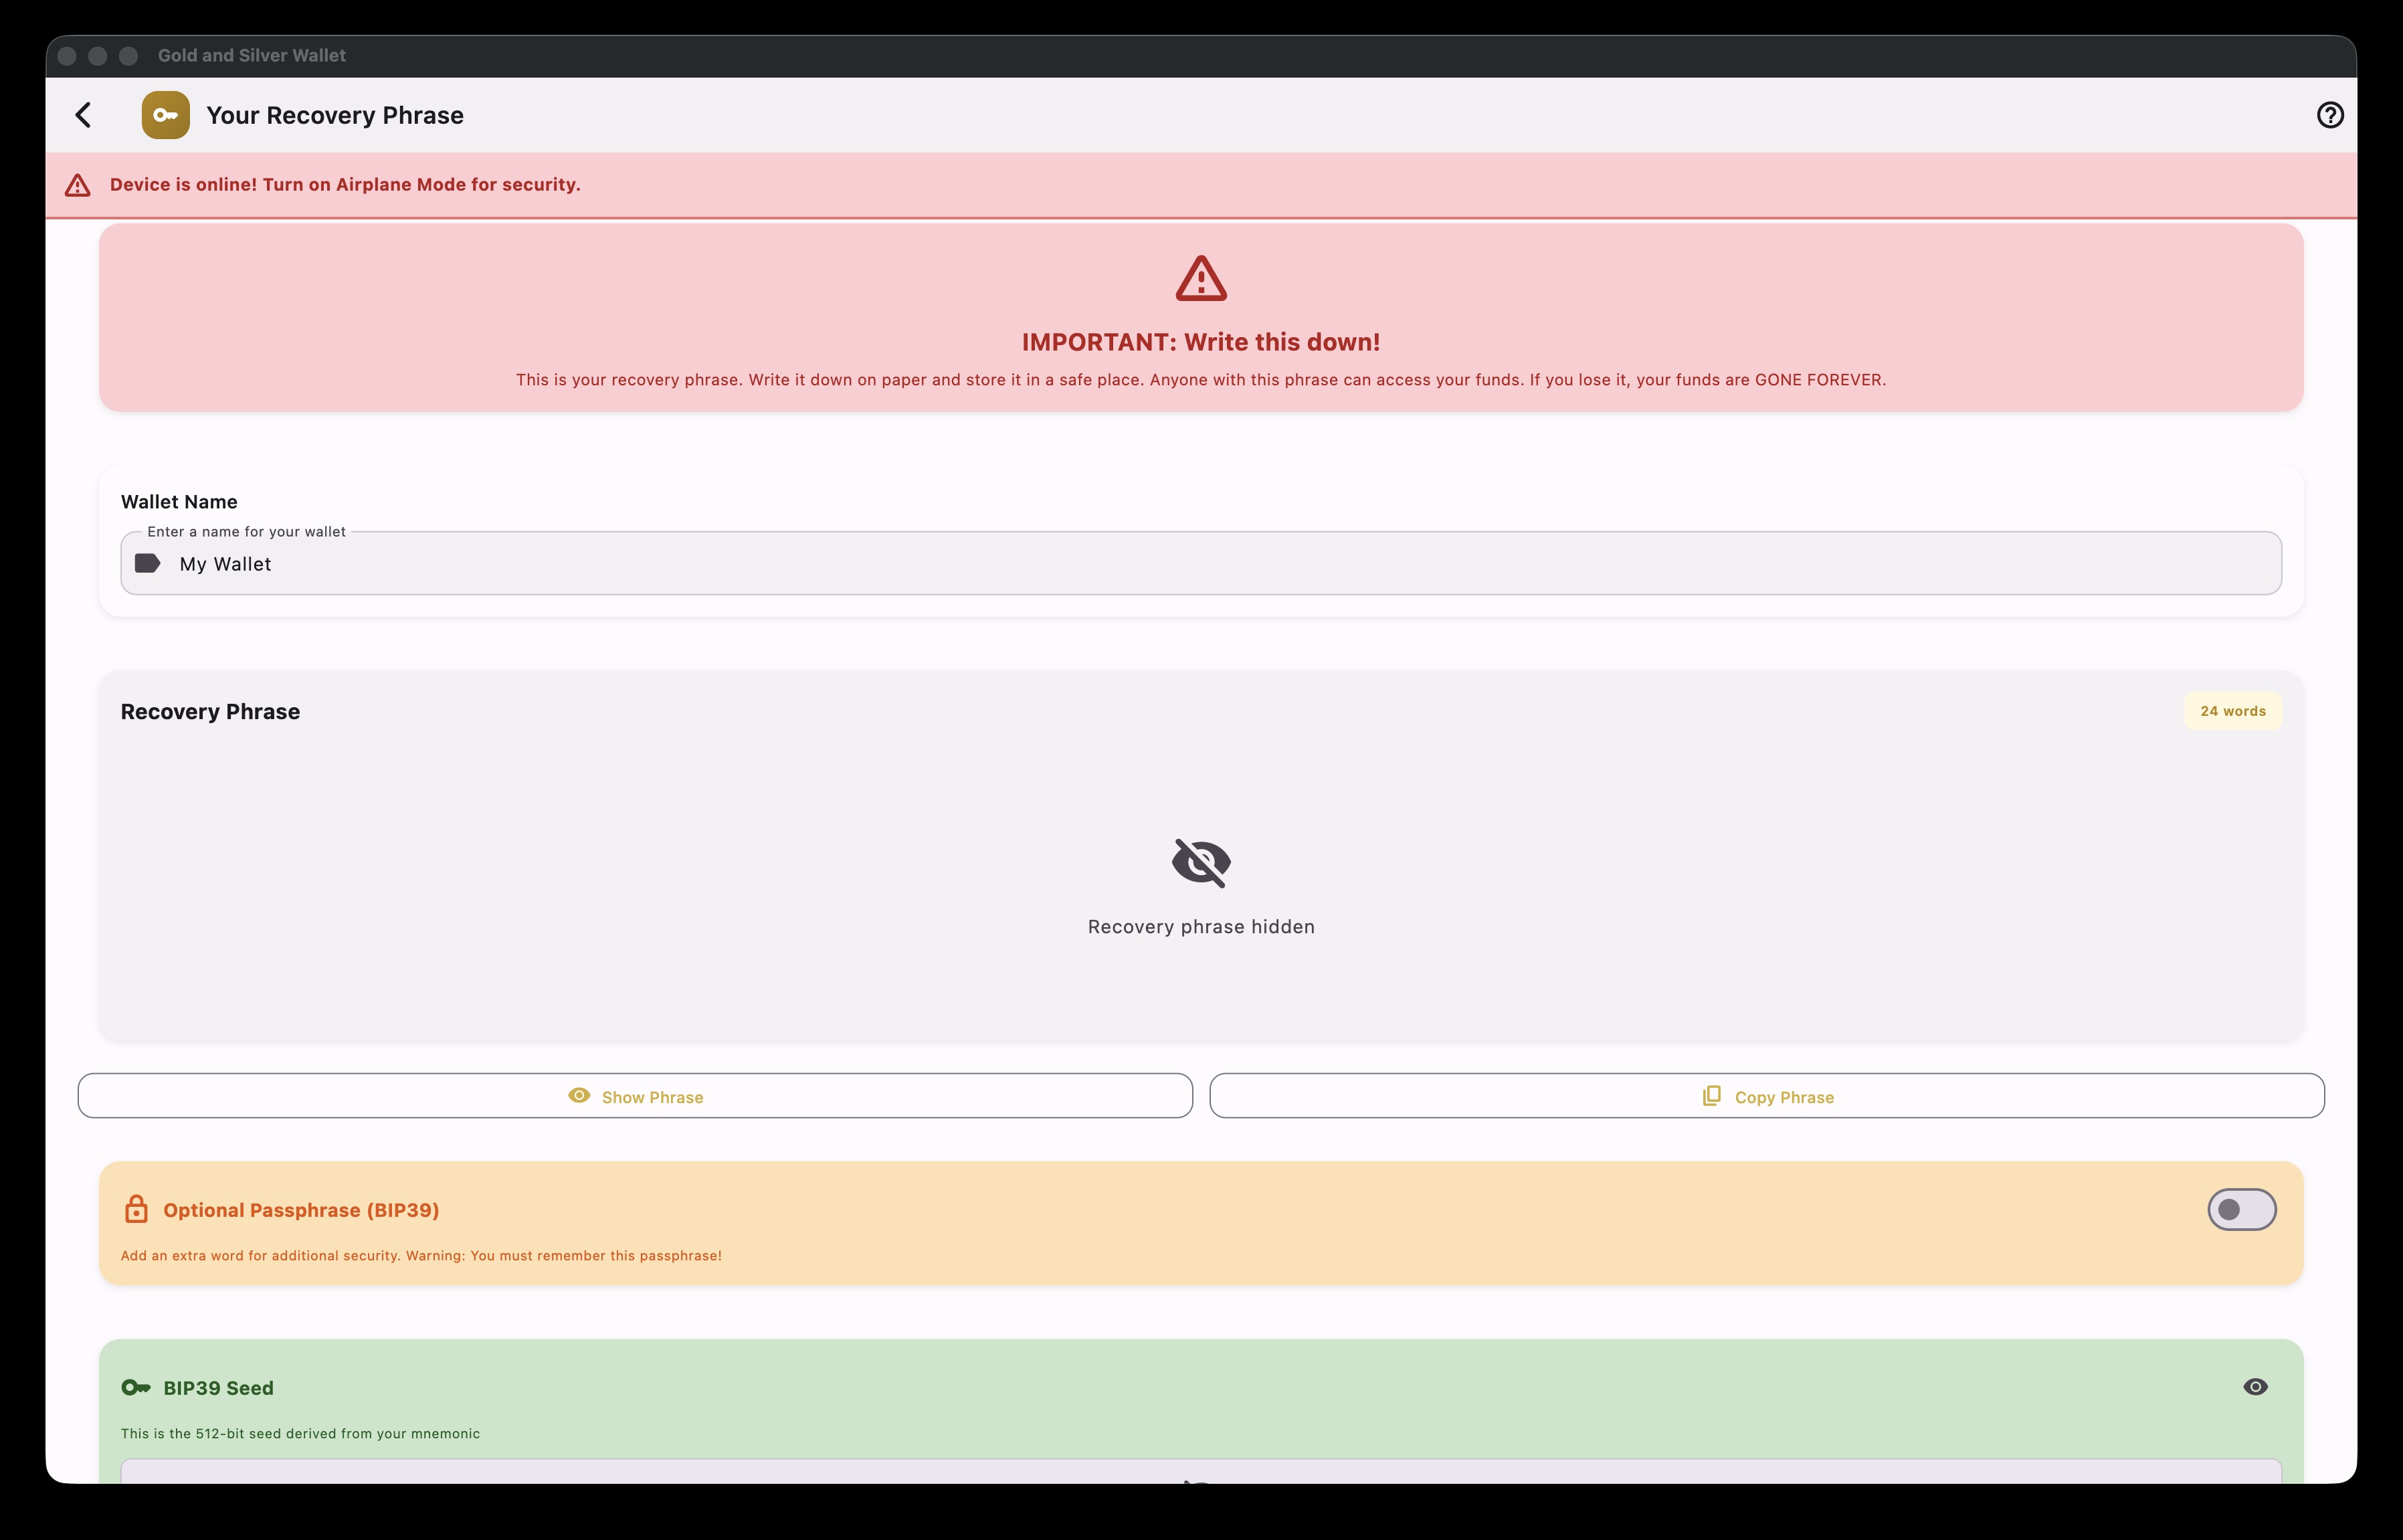 Gold and Silver Wallet
Your Recovery Phrase
Device is online! Turn on Airplane Mode for security.
IMPORTANT: Write this down!
This is your recovery phrase. Write it down on paper and store it in a safe place. Anyone with this phrase can access your funds. If you lose it, your funds are GONE FOREVER.
Wallet Name
Enter a name for your wallet
My Wallet
Recovery Phrase
24 words
Recovery phrase hidden
Show Phrase
Copy Phrase
Optional Passphrase (BIP39)
Add an extra word for additional security. Warning: You must remember this passphrase!
BIP39 Seed
This is the 512-bit seed derived from your mnemonic